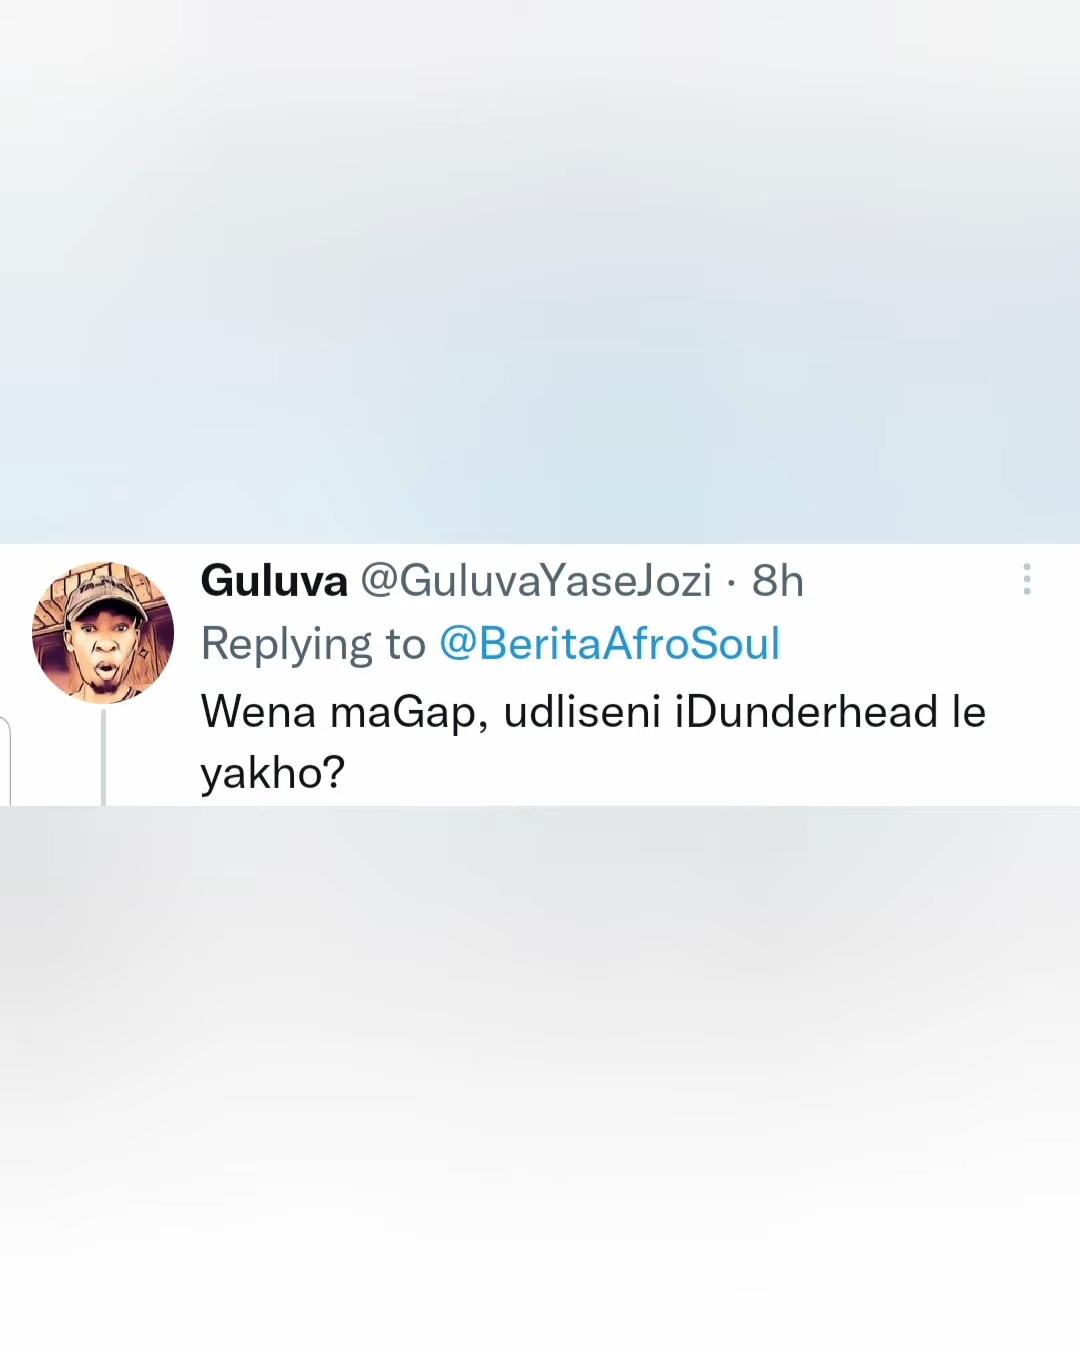 Guluva @GuluvaYaseJozi · 8h
Replying to @BeritaAfroSoul
Wena maGap, udliseni iDunderhead le
yakho?